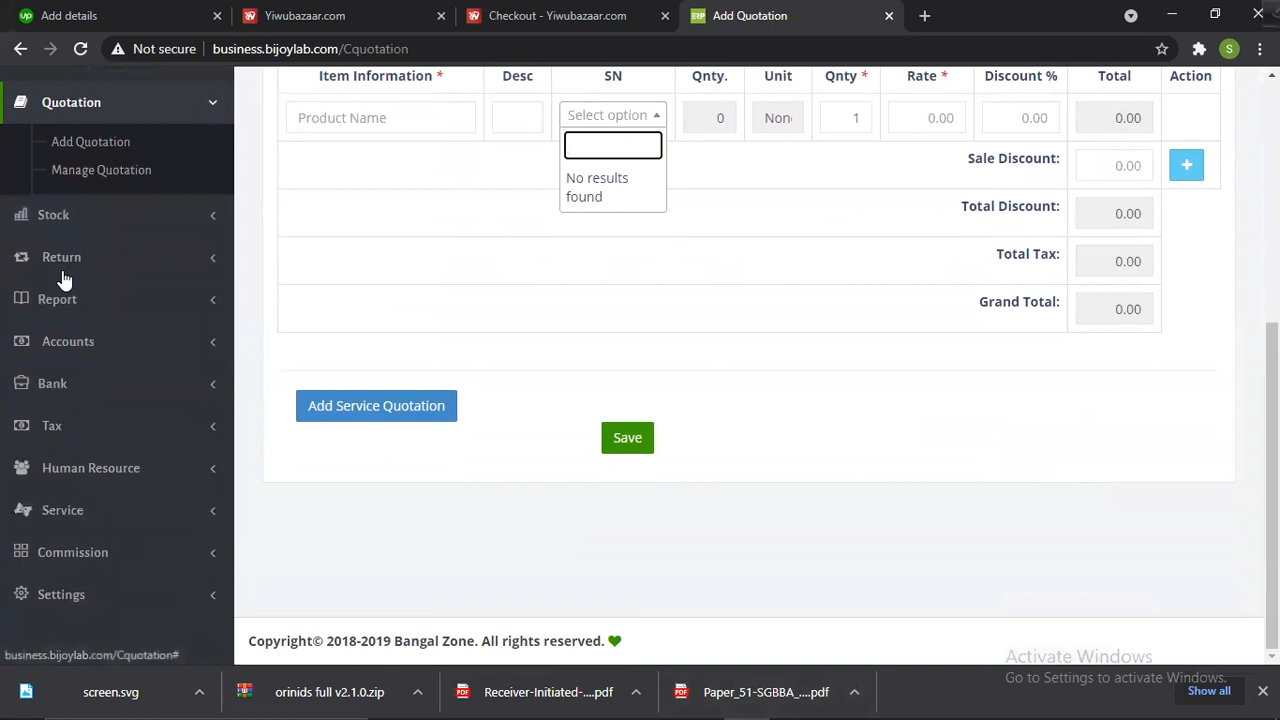 Add details
Yiwubazaar.com
Checkout - Yiwubazaar.com
ERP
Add Quotation
Not secure
business.bijoylab.com/Cquotation
S
Quotation
Add Quotation
Manage Quotation
Stock
Return
Report
Accounts
Bank
Tax
Human Resource
Service
Commission
Settings
business.bijoylab.com/Cquotation#
Item Information * Desc SN Qnty. Unit Qnty * Rate * Discount % Total Action
Product Name Select option 0 Non 1 0.00 0.00 0.00
No results
found
Sale Discount: 0.00 +
Total Discount: 0.00
Total Tax: 0.00
Grand Total: 0.00
Add Service Quotation
Save
Copyright© 2018-2019 Bangal Zone. All rights reserved.
Activate Windows
Go to Settings to activate Windows.
screen.svg
orinids full v2.1.0.zip
PDF
Receiver-Initiated-....pdf
PDF
Paper_51-SGBBA_....pdf
Show all